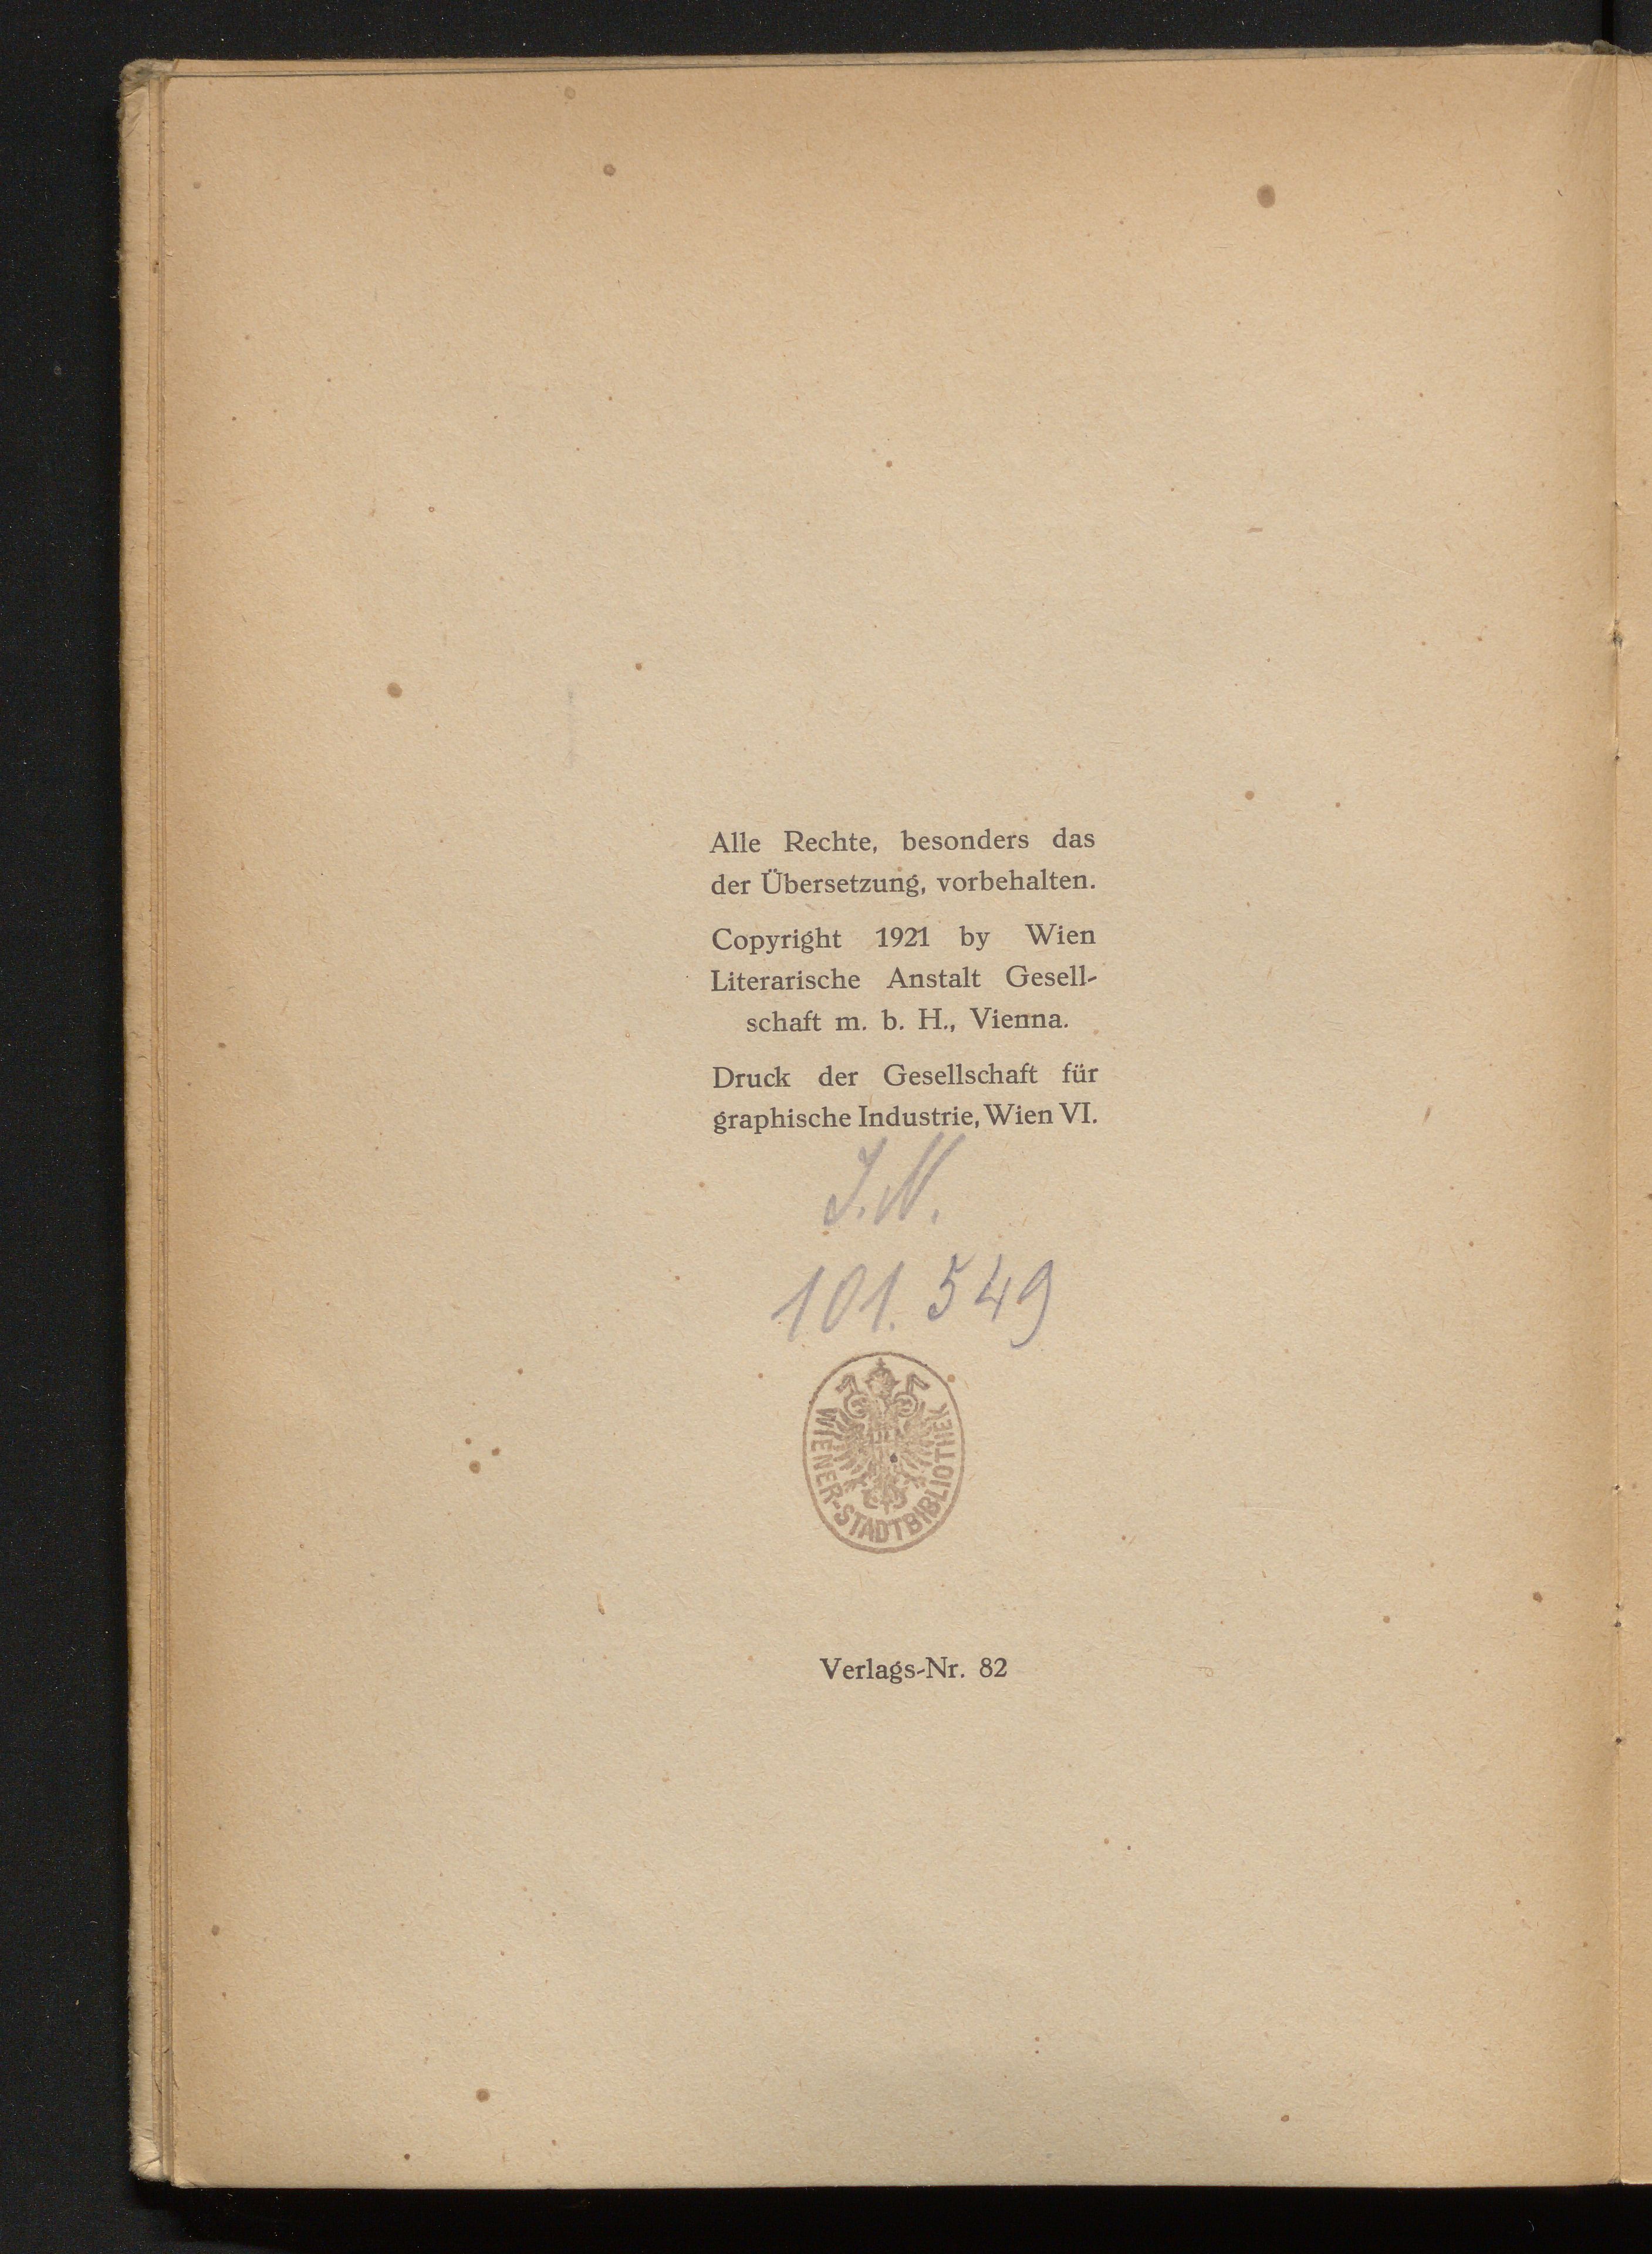 Alle Rechte, besonders das
der Übersetzung, vorbehalten.
Copyright 1921 by Wien
Literarische Anstalt Gesell-
schaft m. b. H., Vienna.
Druck der Gesellschaft für
graphische Industrie, Wien VI.
J.N.
101.549
WIENER-STADTBIBLIOTHEK
Verlags-Nr. 82